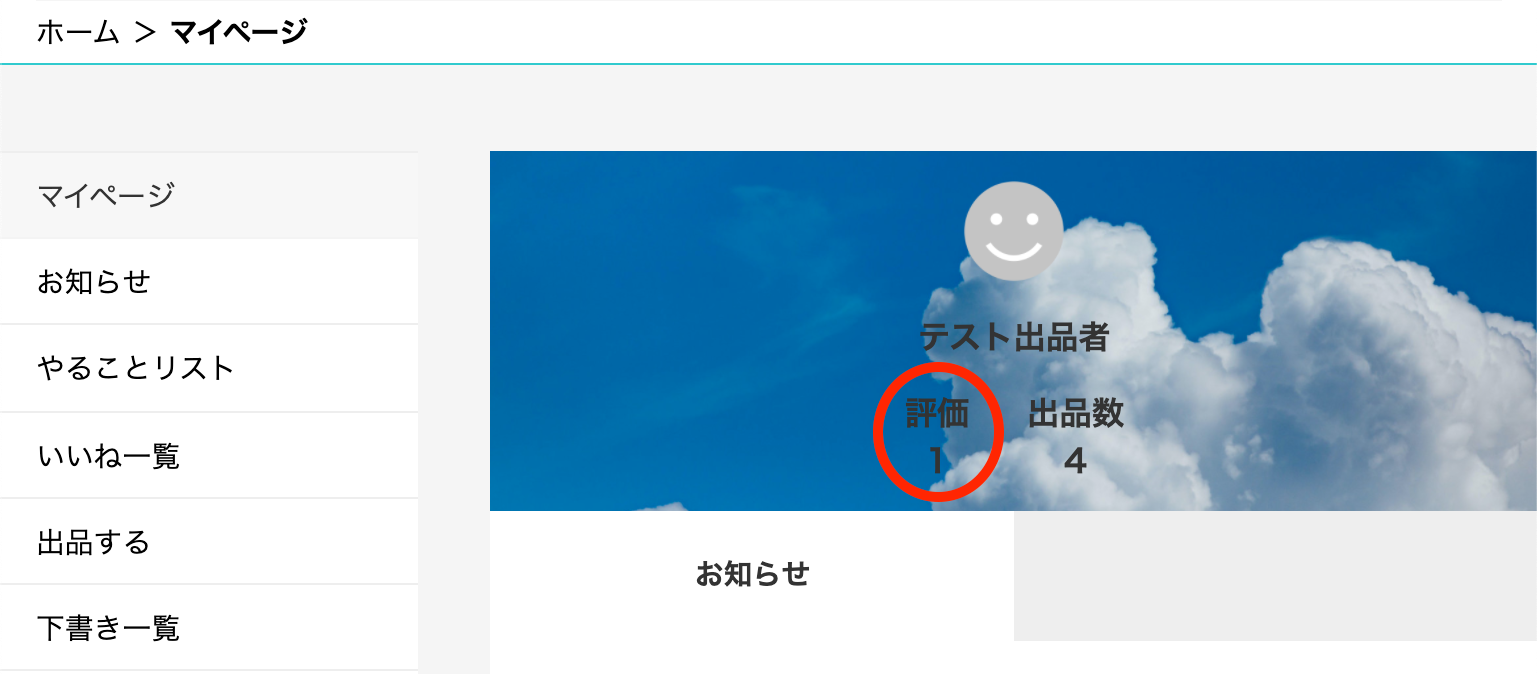 ホーム ＞ マイページ
マイページ
お知らせ
やることリスト
いいね一覧
出品する
下書き一覧
テスト出品者
評価 出品数
1 4
お知らせ